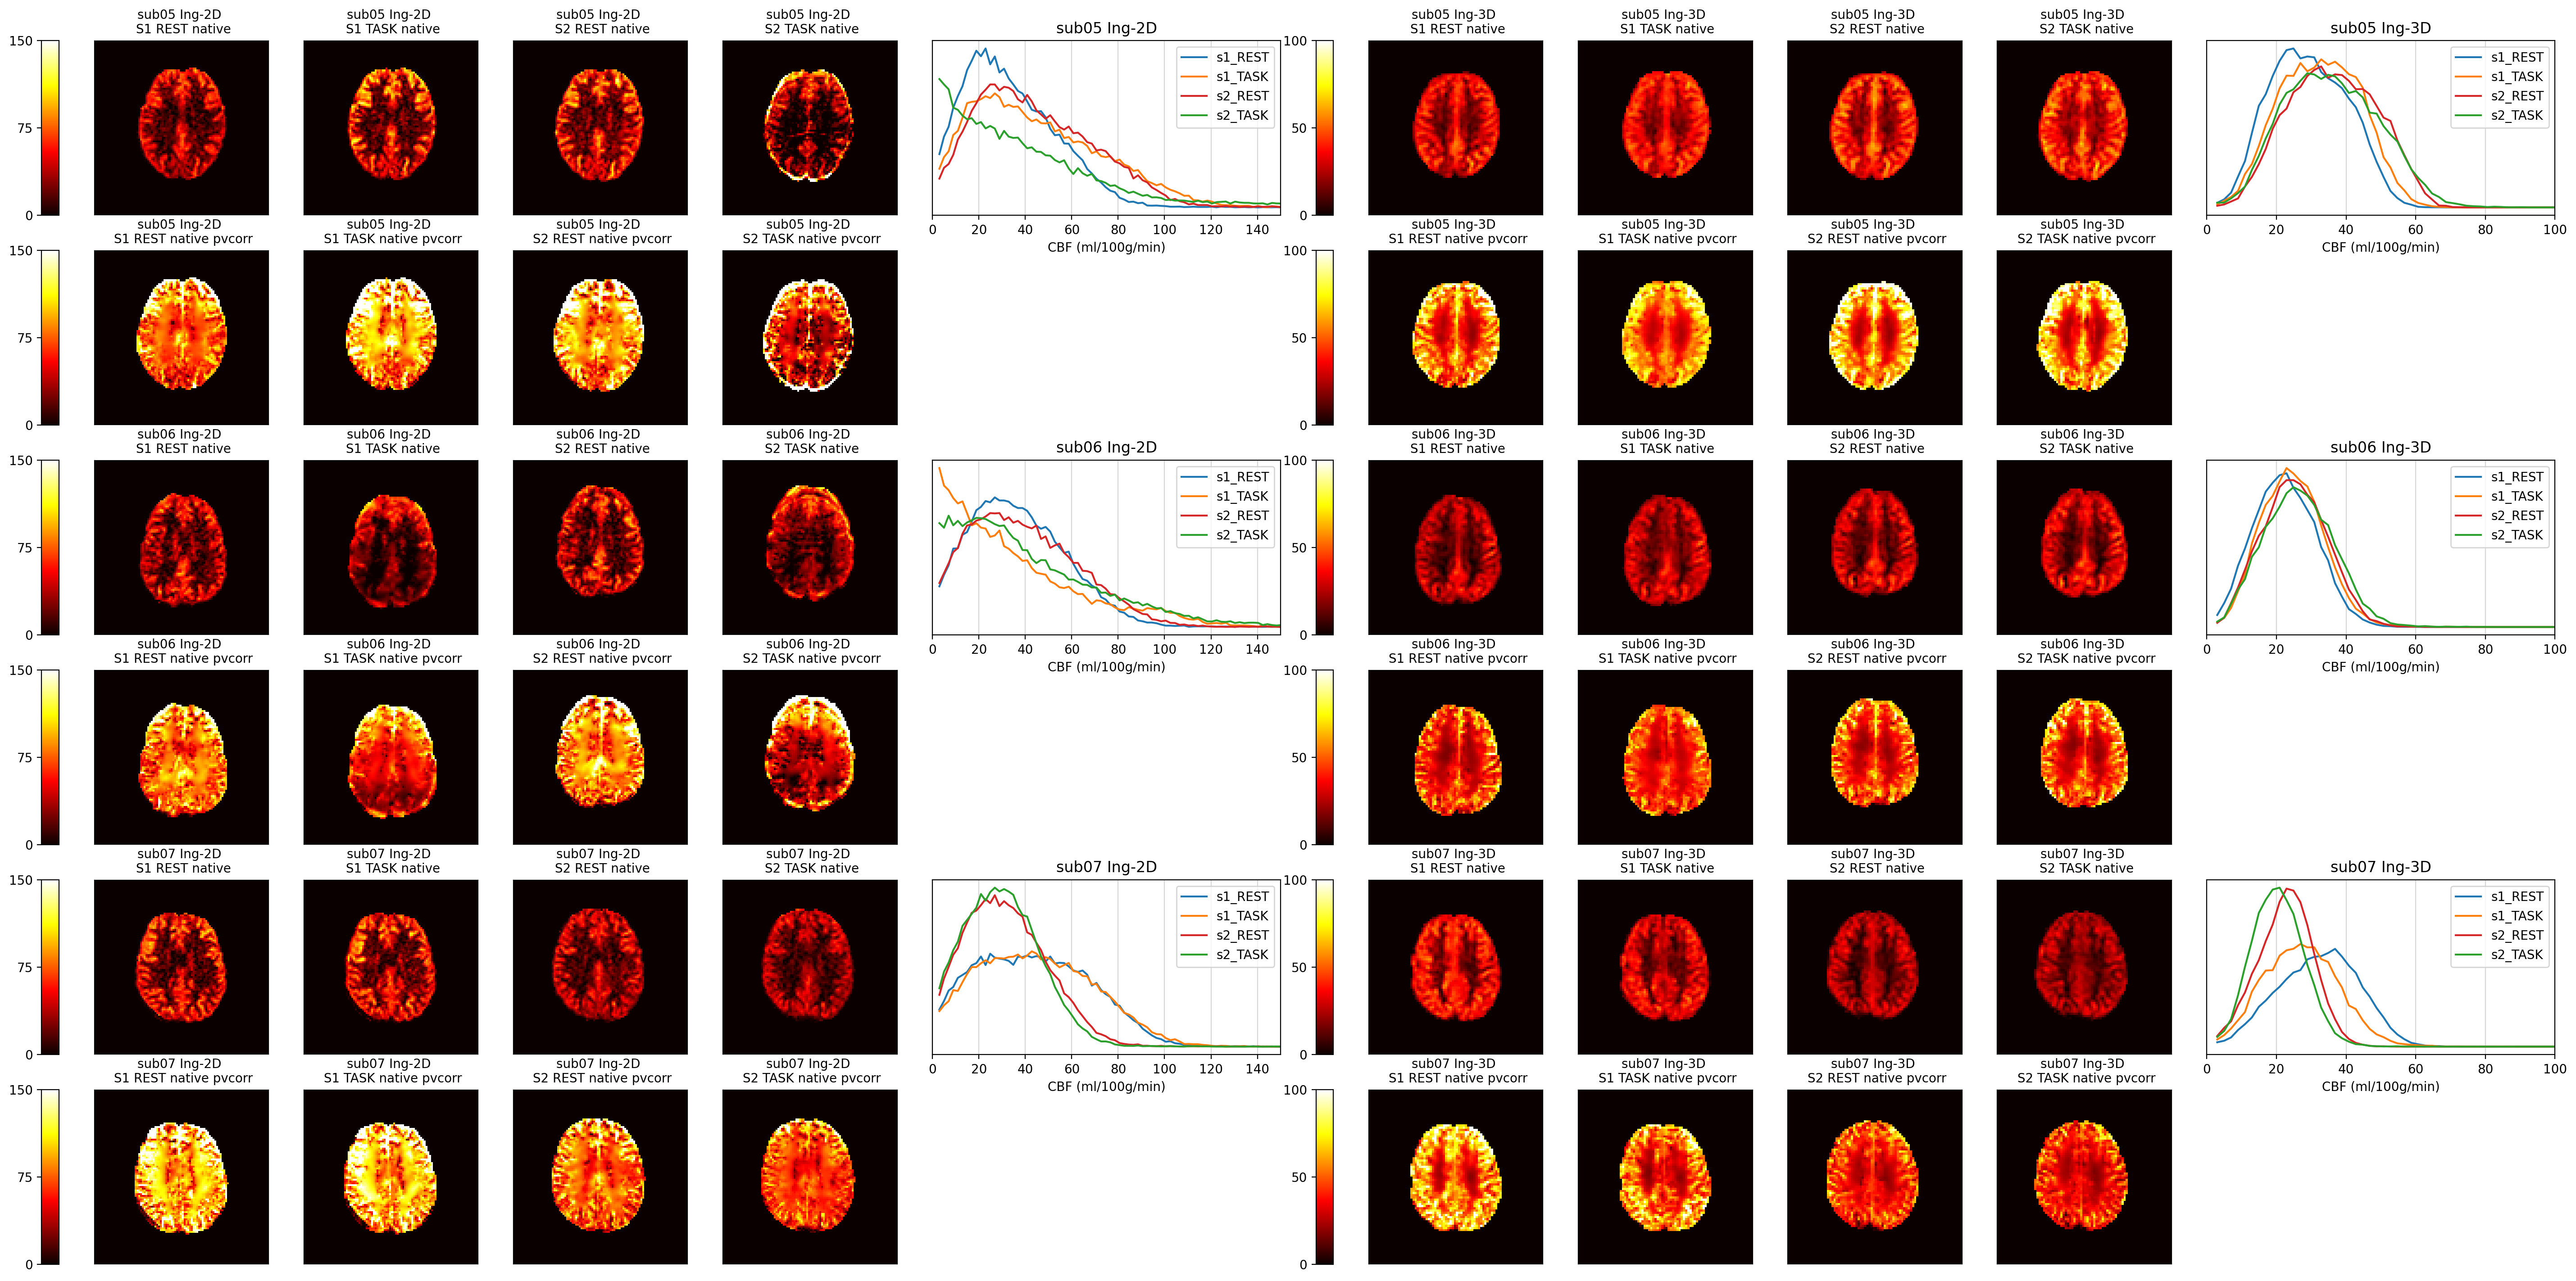 sub05 Ing-2D
S1 REST native
sub05 Ing-2D
S1 TASK native
sub05 Ing-2D
S2 REST native
sub05 Ing-2D
S2 TASK native
150
75
0
sub05 Ing-2D
s1_REST
s1_TASK
s2_REST
s2_TASK
0 20 40 60 80 100 120 140
CBF (ml/100g/min)
sub05 Ing-3D
S1 REST native
sub05 Ing-3D
S1 TASK native
sub05 Ing-3D
S2 REST native
sub05 Ing-3D
S2 TASK native
100
50
0
sub05 Ing-3D
s1_REST
s1_TASK
s2_REST
s2_TASK
0 20 40 60 80 100
CBF (ml/100g/min)
sub05 Ing-2D
S1 REST native pvcorr
sub05 Ing-2D
S1 TASK native pvcorr
sub05 Ing-2D
S2 REST native pvcorr
sub05 Ing-2D
S2 TASK native pvcorr
150
75
0
sub05 Ing-3D
S1 REST native pvcorr
sub05 Ing-3D
S1 TASK native pvcorr
sub05 Ing-3D
S2 REST native pvcorr
sub05 Ing-3D
S2 TASK native pvcorr
100
50
0
sub06 Ing-2D
S1 REST native
sub06 Ing-2D
S1 TASK native
sub06 Ing-2D
S2 REST native
sub06 Ing-2D
S2 TASK native
150
75
0
sub06 Ing-2D
s1_REST
s1_TASK
s2_REST
s2_TASK
0 20 40 60 80 100 120 140
CBF (ml/100g/min)
sub06 Ing-3D
S1 REST native
sub06 Ing-3D
S1 TASK native
sub06 Ing-3D
S2 REST native
sub06 Ing-3D
S2 TASK native
100
50
0
sub06 Ing-3D
s1_REST
s1_TASK
s2_REST
s2_TASK
0 20 40 60 80 100
CBF (ml/100g/min)
sub06 Ing-2D
S1 REST native pvcorr
sub06 Ing-2D
S1 TASK native pvcorr
sub06 Ing-2D
S2 REST native pvcorr
sub06 Ing-2D
S2 TASK native pvcorr
150
75
0
sub06 Ing-3D
S1 REST native pvcorr
sub06 Ing-3D
S1 TASK native pvcorr
sub06 Ing-3D
S2 REST native pvcorr
sub06 Ing-3D
S2 TASK native pvcorr
100
50
0
sub07 Ing-2D
S1 REST native
sub07 Ing-2D
S1 TASK native
sub07 Ing-2D
S2 REST native
sub07 Ing-2D
S2 TASK native
150
75
0
sub07 Ing-2D
s1_REST
s1_TASK
s2_REST
s2_TASK
0 20 40 60 80 100 120 140
CBF (ml/100g/min)
sub07 Ing-3D
S1 REST native
sub07 Ing-3D
S1 TASK native
sub07 Ing-3D
S2 REST native
sub07 Ing-3D
S2 TASK native
100
50
0
sub07 Ing-3D
s1_REST
s1_TASK
s2_REST
s2_TASK
0 20 40 60 80 100
CBF (ml/100g/min)
sub07 Ing-2D
S1 REST native pvcorr
sub07 Ing-2D
S1 TASK native pvcorr
sub07 Ing-2D
S2 REST native pvcorr
sub07 Ing-2D
S2 TASK native pvcorr
150
75
0
sub07 Ing-3D
S1 REST native pvcorr
sub07 Ing-3D
S1 TASK native pvcorr
sub07 Ing-3D
S2 REST native pvcorr
sub07 Ing-3D
S2 TASK native pvcorr
100
50
0